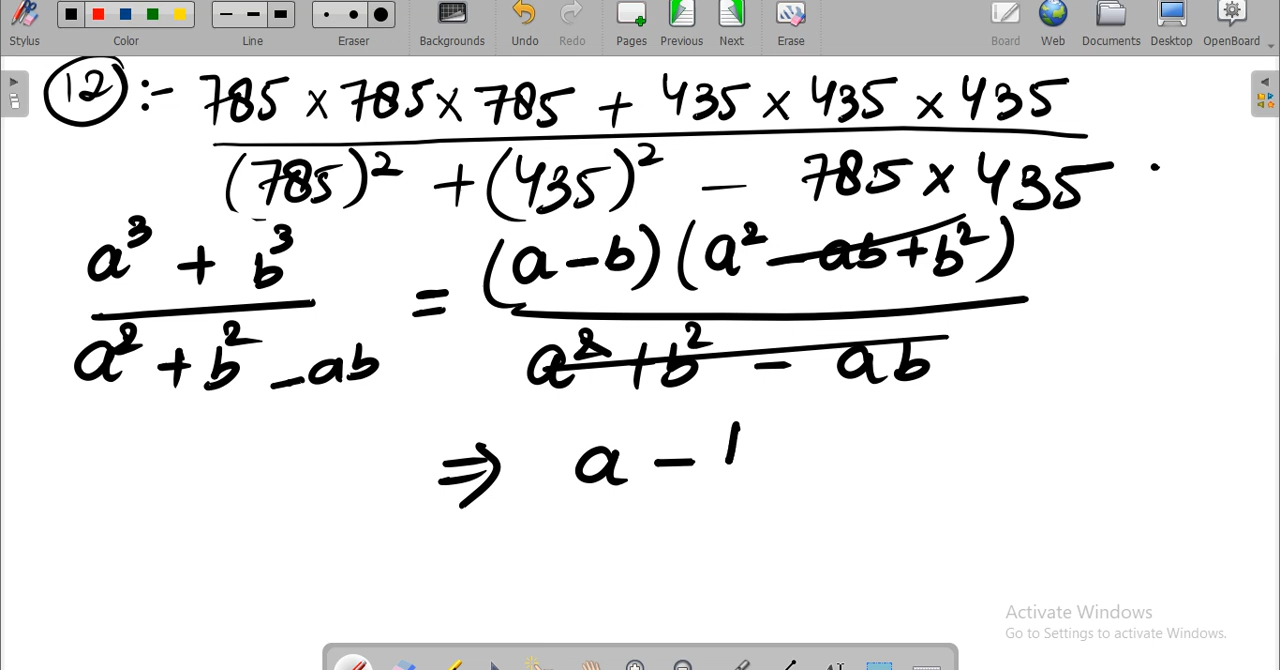 Stylus Color Line Eraser Backgrounds Undo Redo Pages Previous Next Erase Board Web Documents Desktop OpenBoard
12 :- 785 × 785 × 785 + 435 × 435 × 435
(785)² + (435)² - 785 × 435 .
a³ + b³ = (a - b) (a² - ab + b²)
a² + b² - ab a² + b² - ab
⇒ a -
Activate Windows
Go to Settings to activate Windows.